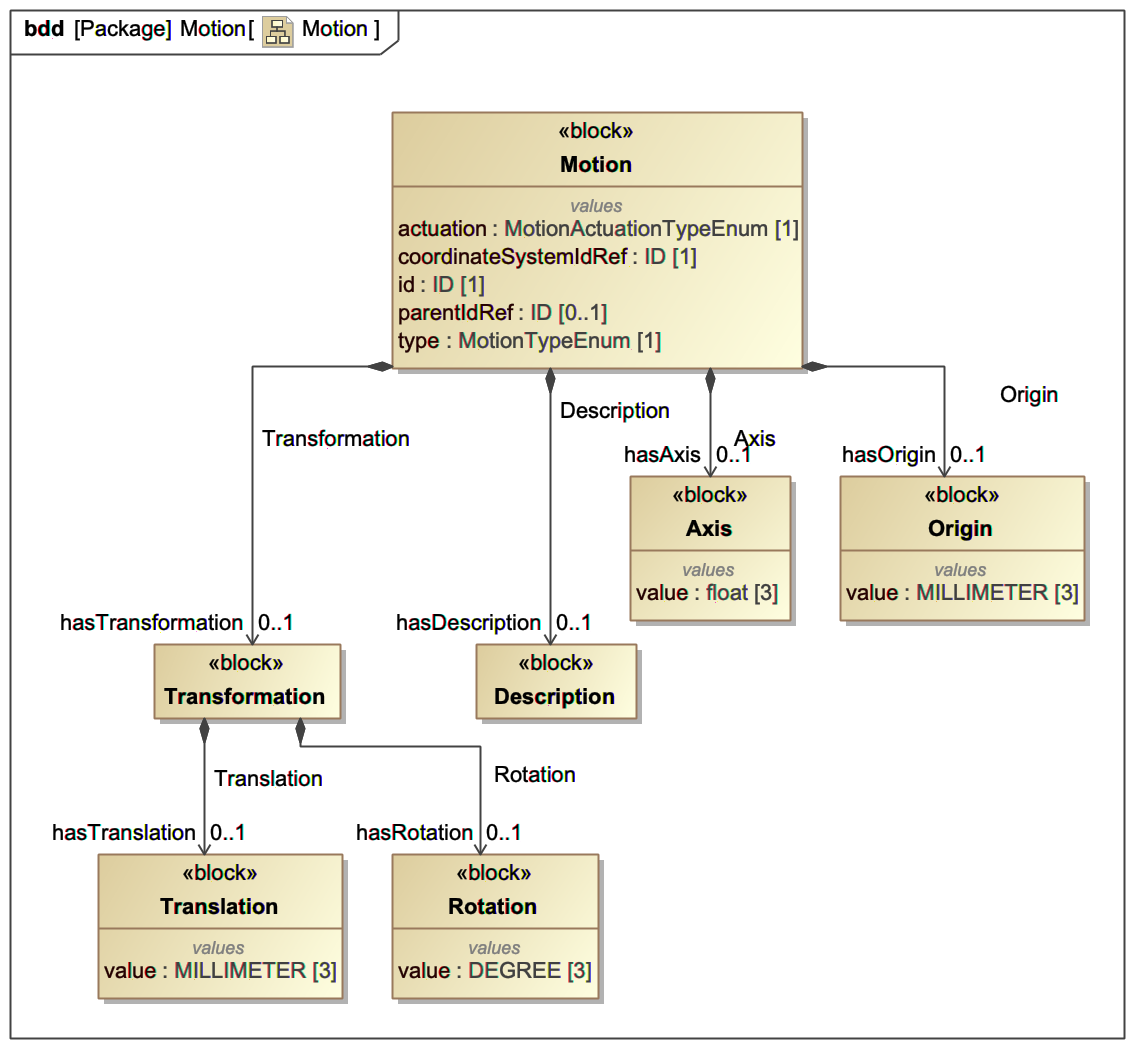 bdd [Package] Motion[ Motion ]
«block»
Motion
values
actuation : MotionActuationTypeEnum [1]
coordinateSystemIdRef : ID [1]
id : ID [1]
parentIdRef : ID [0..1]
type : MotionTypeEnum [1]
Origin
Description
Transformation
Axis
hasAxis 0..1
hasOrigin 0..1
«block»
Axis
values
value : float [3]
«block»
Origin
values
value : MILLIMETER [3]
hasTransformation 0..1
hasDescription 0..1
«block»
Transformation
«block»
Description
Translation
Rotation
hasTranslation 0..1
hasRotation 0..1
«block»
Translation
values
value : MILLIMETER [3]
«block»
Rotation
values
value : DEGREE [3]